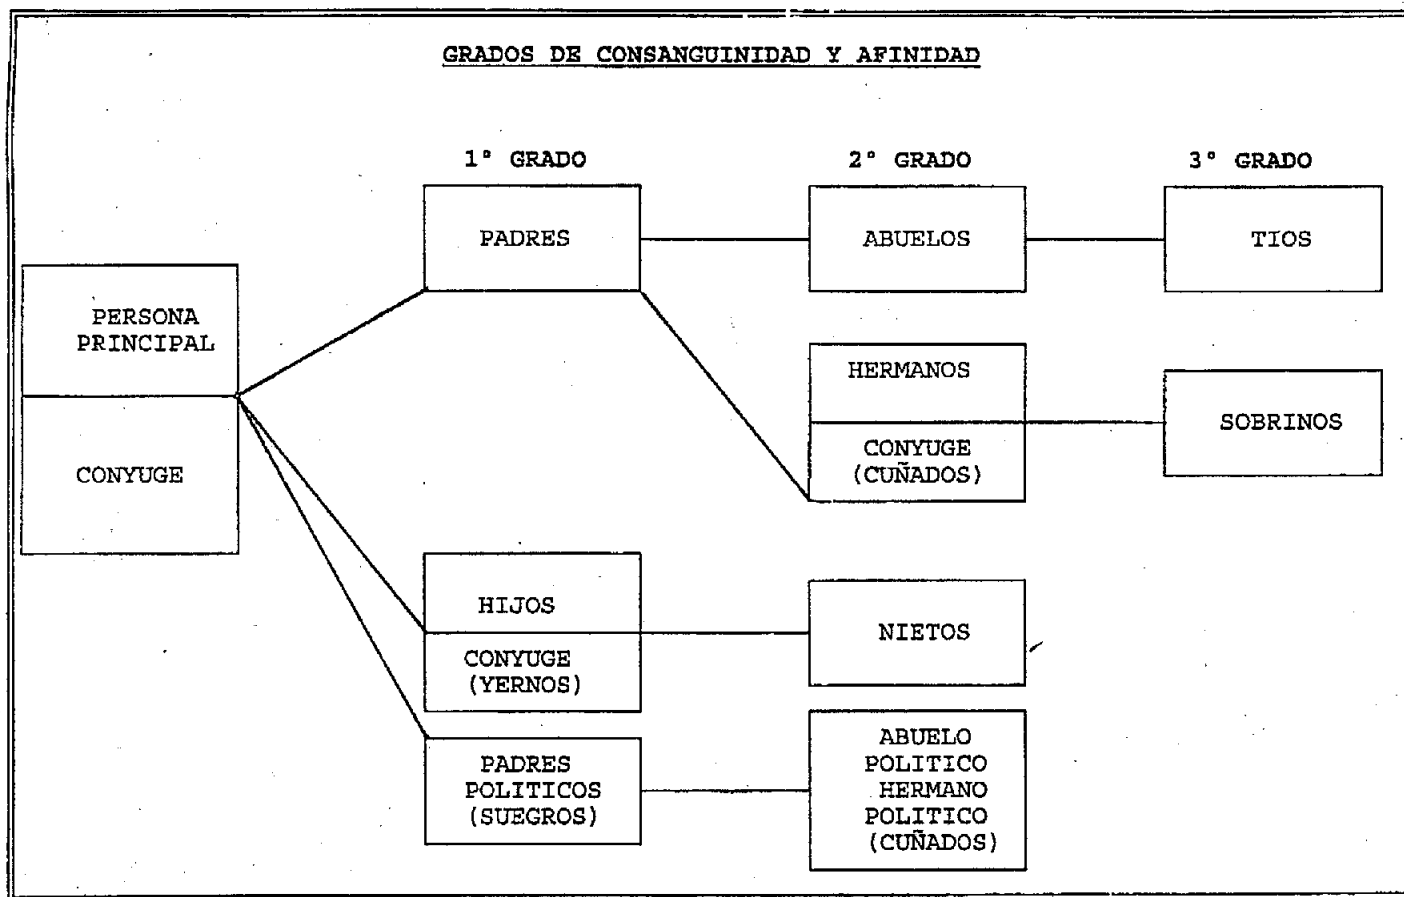 GRADOS DE CONSANGUINIDAD Y AFINIDAD
1° GRADO
2° GRADO
3° GRADO
PADRES
ABUELOS
TIOS
PERSONA
PRINCIPAL
CONYUGE
HERMANOS
CONYUGE
(CUÑADOS)
SOBRINOS
HIJOS
CONYUGE
(YERNOS)
NIETOS
PADRES
POLITICOS
(SUEGROS)
ABUELO
POLITICO
HERMANO
POLITICO
(CUÑADOS)